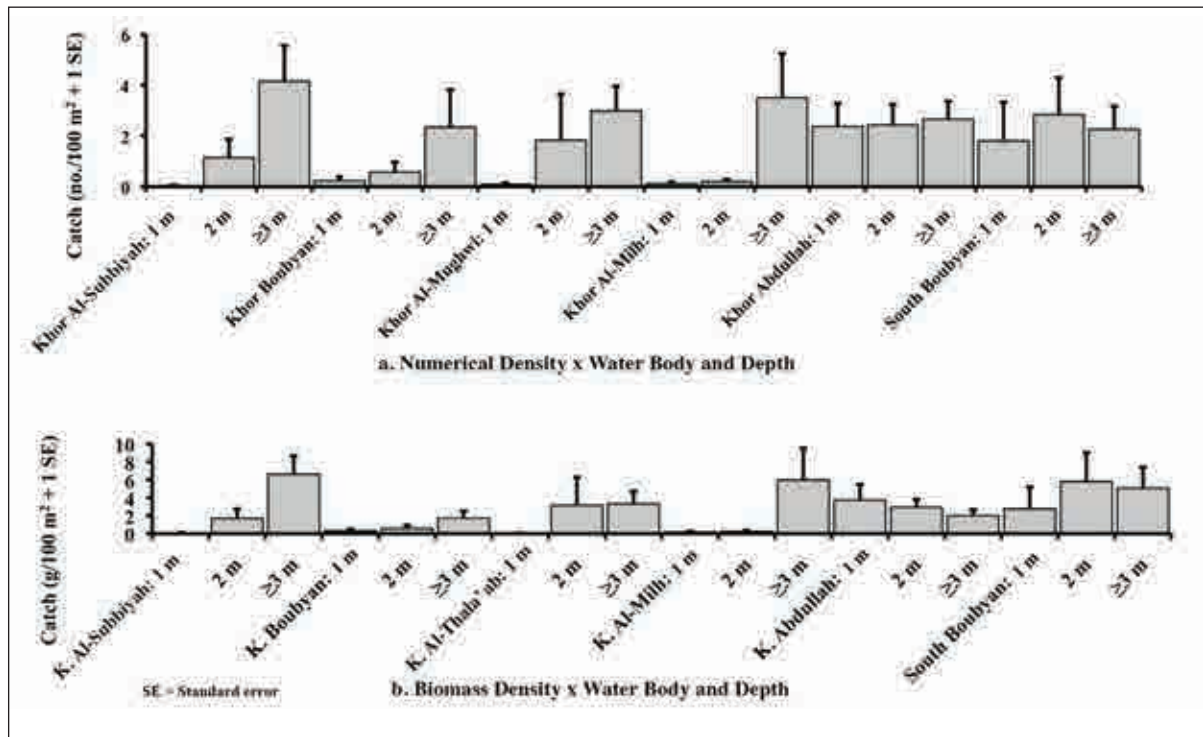 Catch (no./100 m² + 1 SE)
6
4
2
0
Khor Al-Subbiyah: 1 m
2 m
≥3 m
Khor Boubyan: 1 m
2 m
≥3 m
Khor Al-Mughwi: 1 m
2 m
≥3 m
Khor Al-Milh: 1 m
2 m
≥3 m
Khor Abdullah: 1 m
2 m
≥3 m
South Boubyan: 1 m
2 m
≥3 m
a. Numerical Density x Water Body and Depth
Catch (g/100 m² + 1 SE)
10
8
6
4
2
0
K. Al-Subbiyah: 1 m
2 m
≥3 m
K. Boubyan: 1 m
2 m
≥3 m
K. Al-Thala'ab: 1 m
2 m
≥3 m
K. Al-Milh: 1 m
2 m
≥3 m
K. Abdullah: 1 m
2 m
≥3 m
South Boubyan: 1 m
2 m
≥3 m
SE = Standard error
b. Biomass Density x Water Body and Depth